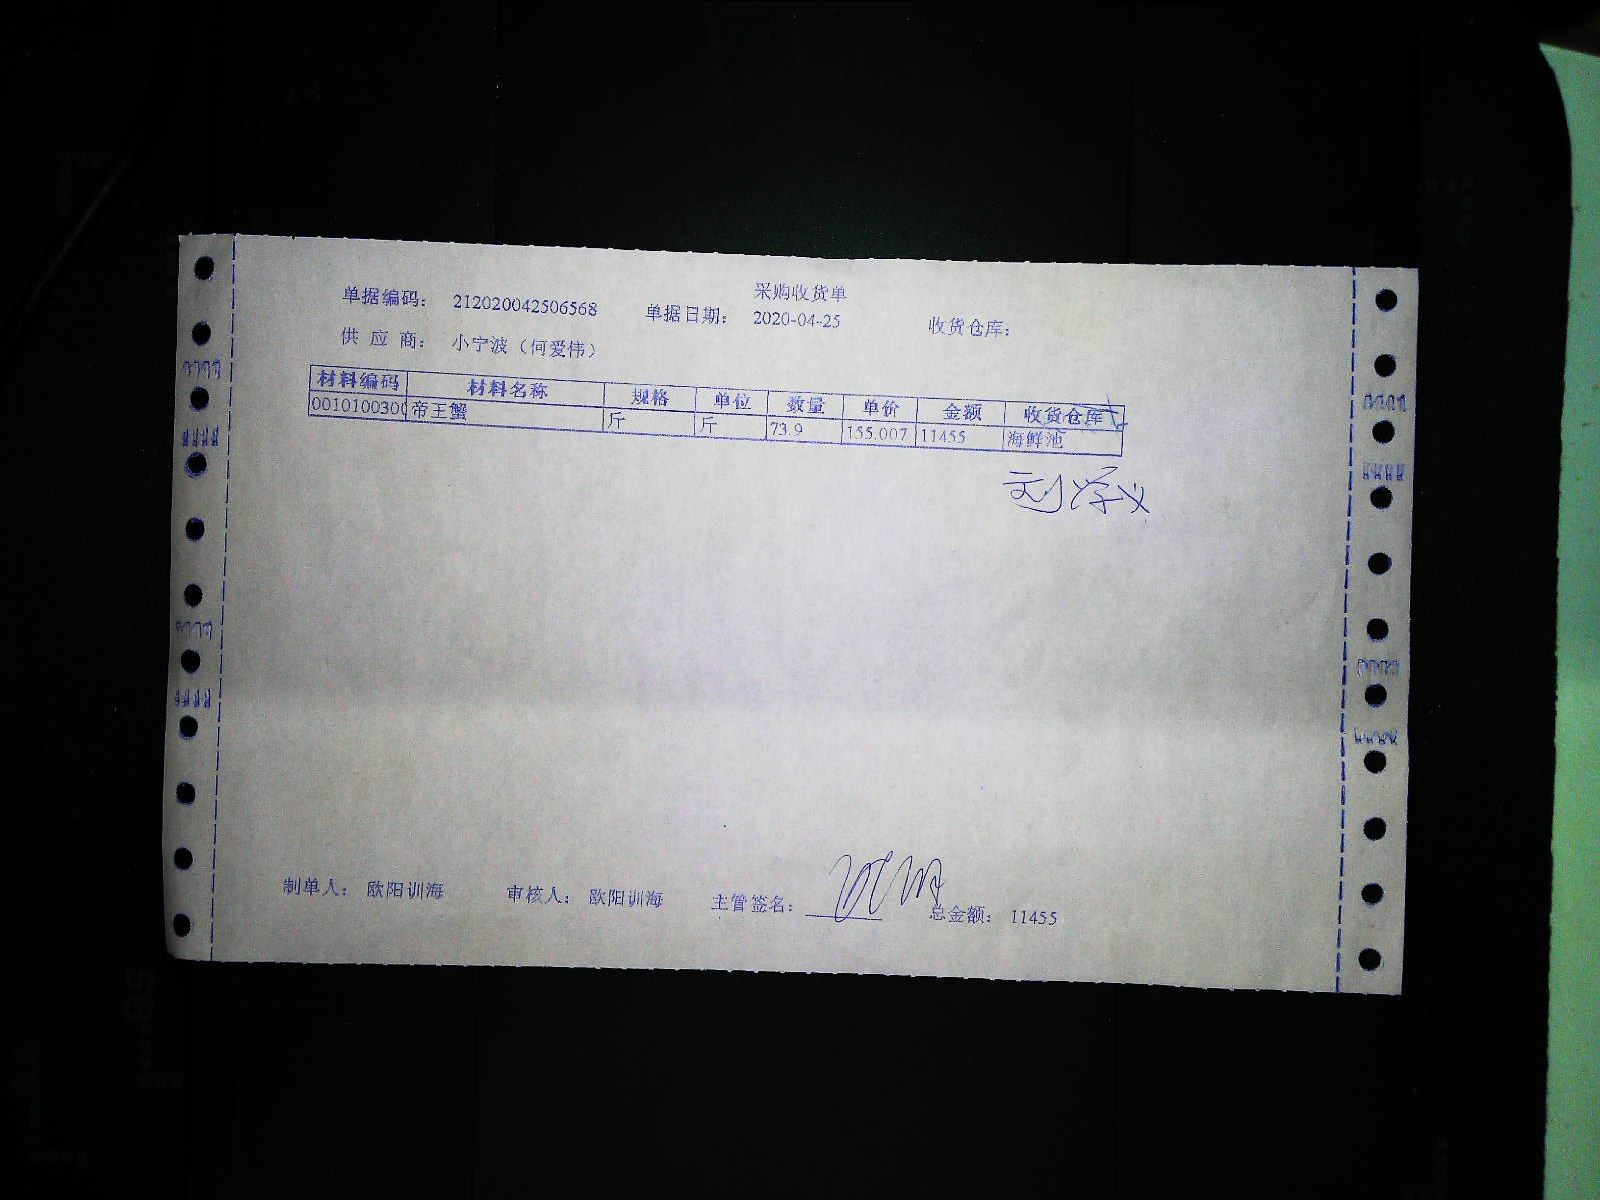 采购收货单
单据编码： 212020042506568 单据日期： 2020-04-25 收货仓库：
供 应 商： 小宁波（何爱伟）
材料编码 材料名称 规格 单位 数量 单价 金额 收货仓库
0010100300 帝王蟹 斤 斤 73.9 155.007 11455 海鲜池
刘学义
制单人： 欧阳训海 审核人： 欧阳训海 主管签名： 总金额： 11455